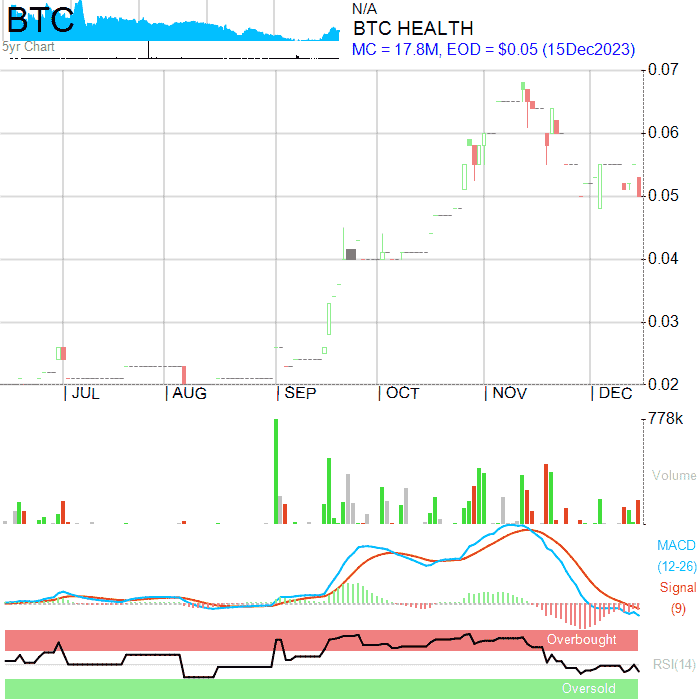 BTC
5yr Chart
N/A
BTC HEALTH
MC = 17.8M, EOD = $0.05 (15Dec2023)
0.07
0.06
0.05
0.04
0.03
0.02
JUL AUG SEP OCT NOV DEC
778k
Volume
MACD
(12-26)
Signal
(9)
Overbought
RSI(14)
Oversold